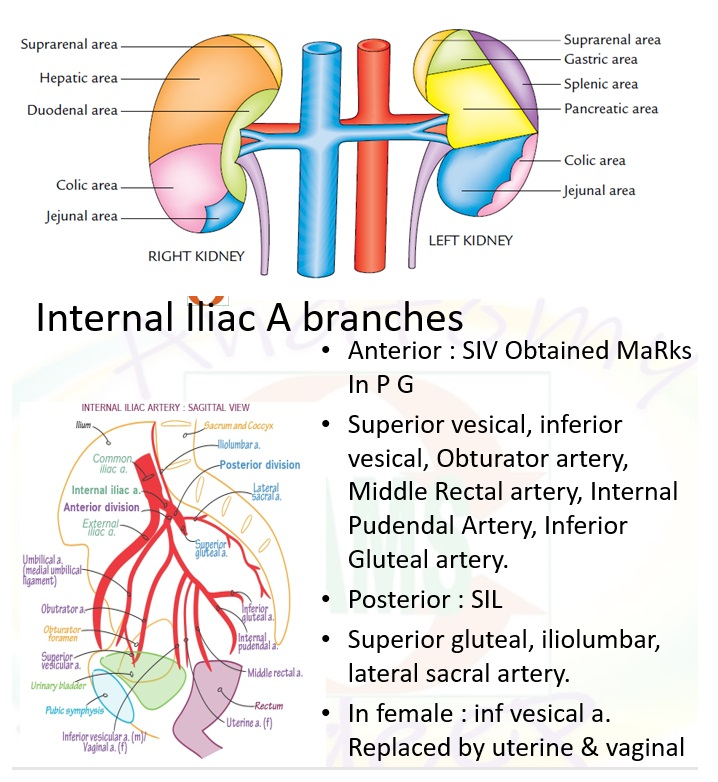 Suprarenal area
Hepatic area
Duodenal area
Colic area
Jejunal area
RIGHT KIDNEY
Suprarenal area
Gastric area
Splenic area
Pancreatic area
Colic area
Jejunal area
LEFT KIDNEY
Internal Iliac A branches
• Anterior : SIV Obtained MaRks
In P G
• Superior vesical, inferior
vesical, Obturator artery,
Middle Rectal artery, Internal
Pudendal Artery, Inferior
Gluteal artery.
• Posterior : SIL
• Superior gluteal, iliolumbar,
lateral sacral artery.
• In female : inf vesical a.
Replaced by uterine & vaginal
INTERNAL ILIAC ARTERY : SAGITTAL VIEW
Ilium
Sacrum and Coccyx
Iliolumbar a.
Common
iliac a.
Posterior division
Internal iliac a.
Lateral
sacral a.
Anterior division
External
iliac a.
Superior
gluteal a.
Umbilical a.
(medial umbilical
ligament)
Obutrator a.
Inferior
gluteal a.
Obturator
foramen
Internal
pudendal a.
Superior
vesicular a.
Middle rectal a.
Urinary bladder
Rectum
Pubic symphysis
Uterine a. (f)
Inferior vesicular a. (m)/
Vaginal a. (f)
Anatomy